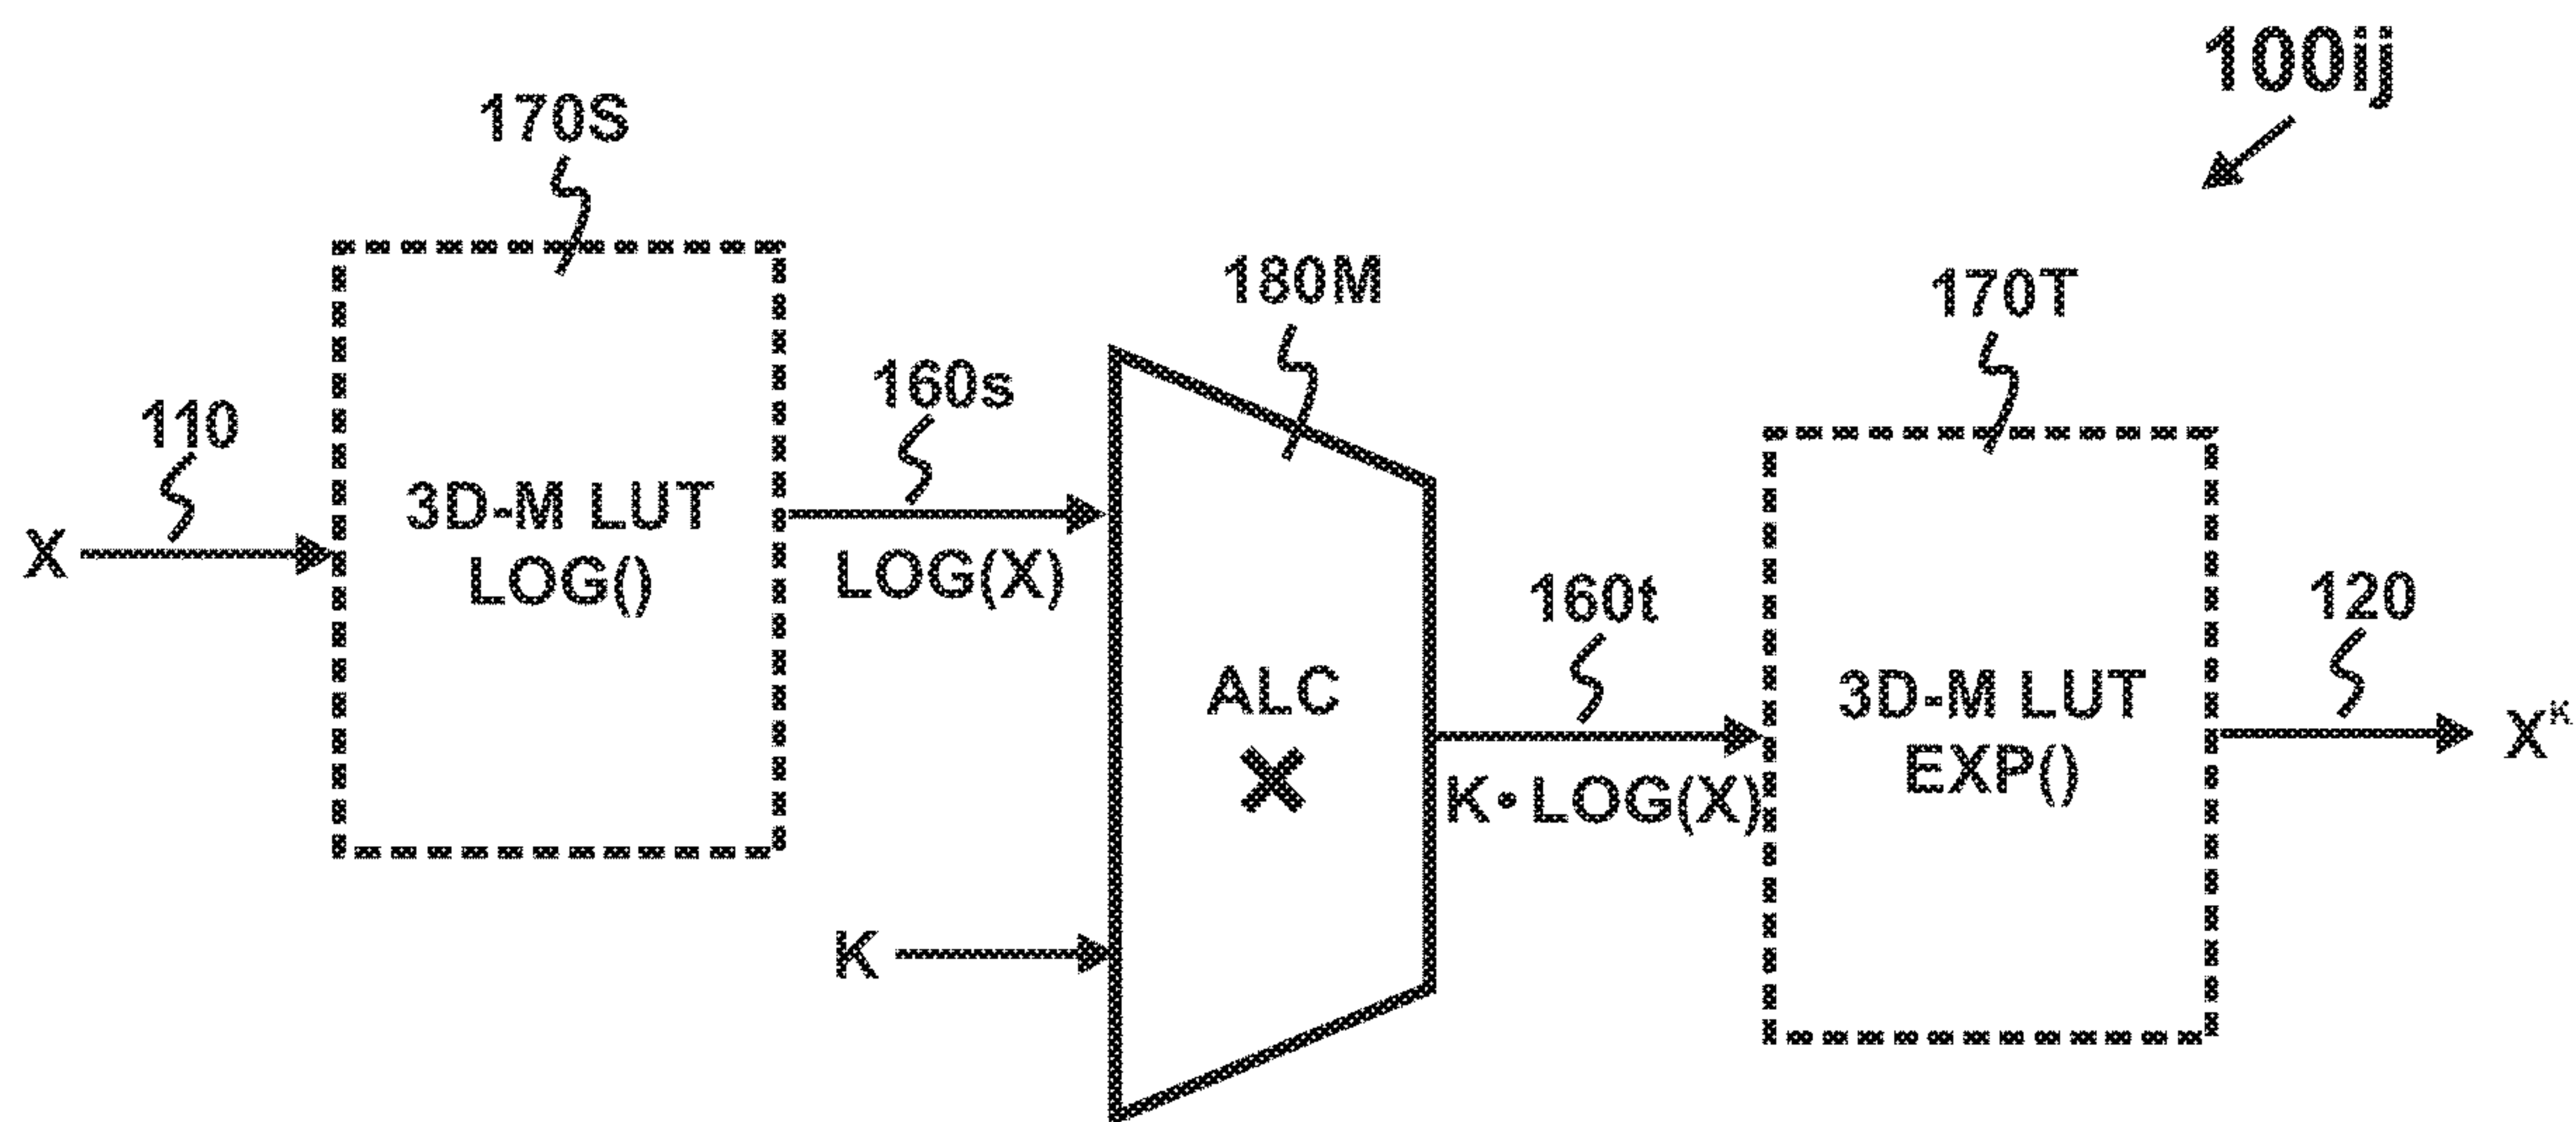 100ij
170S
180M
170T
160s
110
3D-M LUT
LOG()
X
LOG(X)
160t
120
ALC
×
3D-M LUT
EXP()
X^K
K•LOG(X)
K